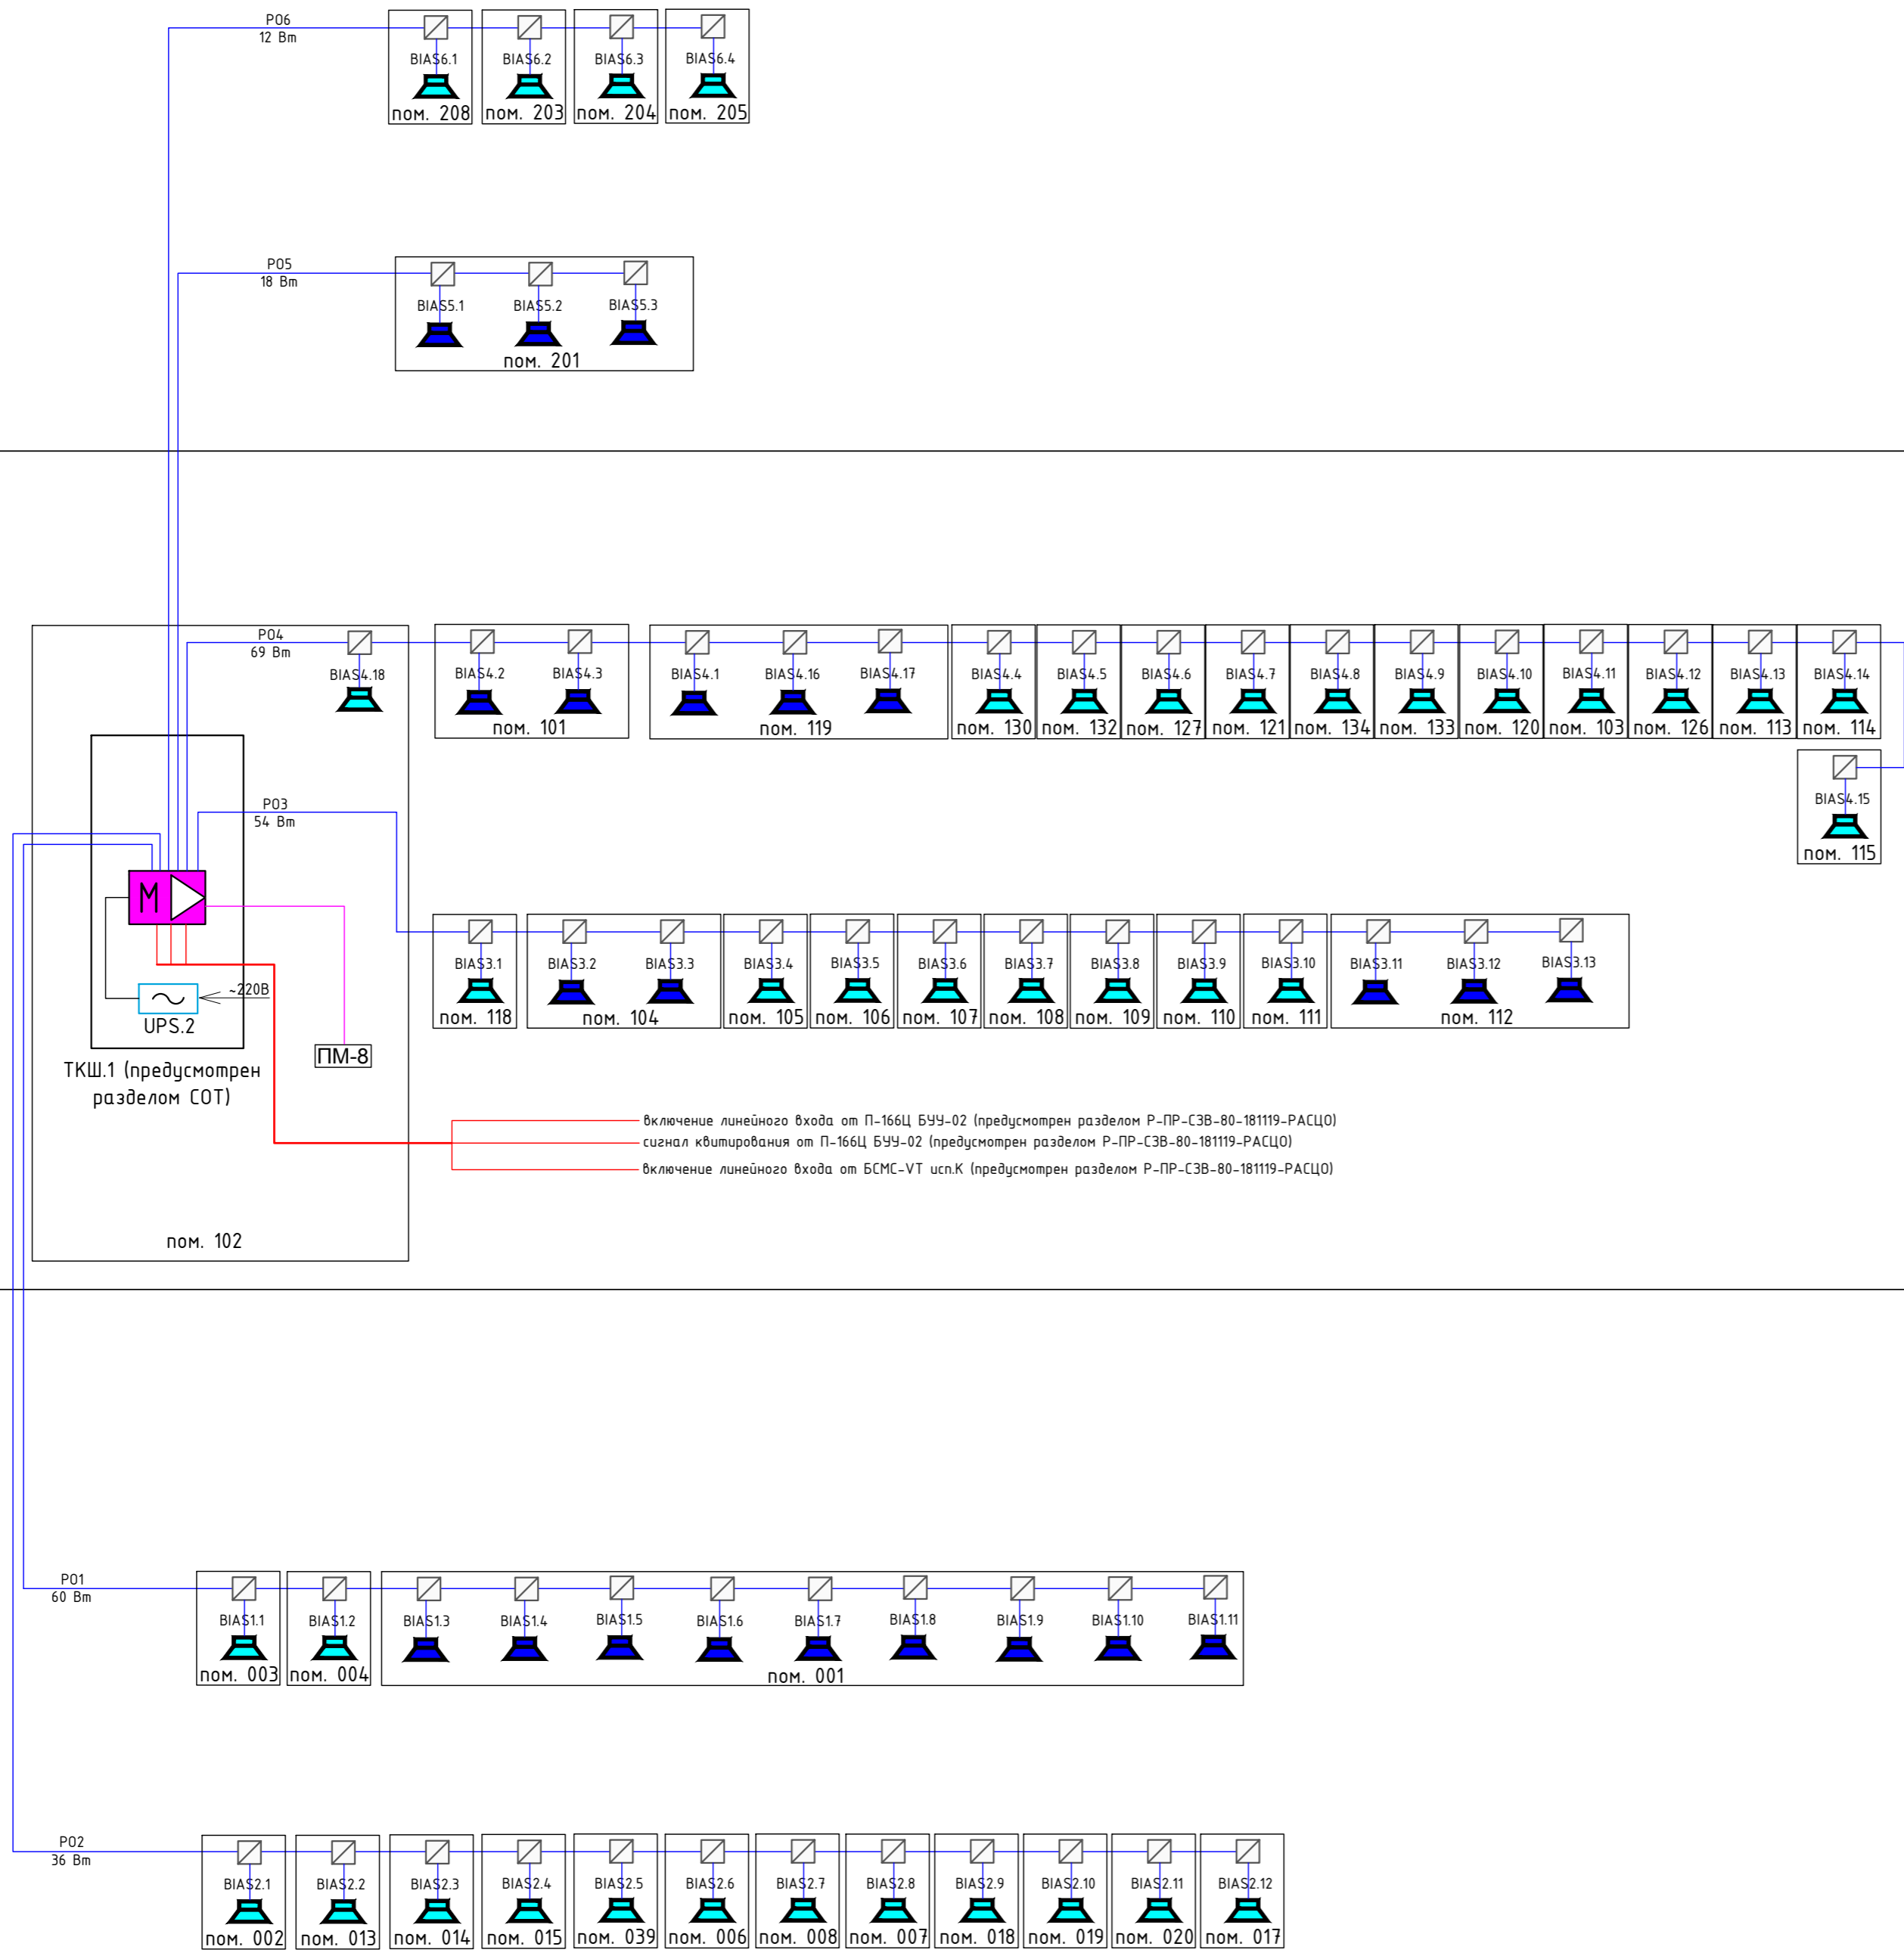 РО6
12 Вт
BIAS6.1
BIAS6.2
BIAS6.3
BIAS6.4
пом. 208
пом. 203
пом. 204
пом. 205
РО5
18 Вт
BIAS5.1
BIAS5.2
BIAS5.3
пом. 201
РО4
69 Вт
BIAS4.18
BIAS4.2
BIAS4.3
BIAS4.1
BIAS4.16
BIAS4.17
BIAS4.4
BIAS4.5
BIAS4.6
BIAS4.7
BIAS4.8
BIAS4.9
BIAS4.10
BIAS4.11
BIAS4.12
BIAS4.13
BIAS4.14
пом. 101
пом. 119
пом. 130
пом. 132
пом. 127
пом. 121
пом. 134
пом. 133
пом. 120
пом. 103
пом. 126
пом. 113
пом. 114
BIAS4.15
пом. 115
РО3
54 Вт
М
BIAS3.1
BIAS3.2
BIAS3.3
BIAS3.4
BIAS3.5
BIAS3.6
BIAS3.7
BIAS3.8
BIAS3.9
BIAS3.10
BIAS3.11
BIAS3.12
BIAS3.13
пом. 118
пом. 104
пом. 105
пом. 106
пом. 107
пом. 108
пом. 109
пом. 110
пом. 111
пом. 112
~220В
UPS.2
ПМ-8
ТКШ.1 (предусмотрен
разделом СОТ)
включение линейного входа от П-166Ц БУУ-02 (предусмотрен разделом Р-ПР-СЗВ-80-181119-РАСЦО)
сигнал квитирования от П-166Ц БУУ-02 (предусмотрен разделом Р-ПР-СЗВ-80-181119-РАСЦО)
включение линейного входа от БСМС-VT исп.К (предусмотрен разделом Р-ПР-СЗВ-80-181119-РАСЦО)
пом. 102
РО1
60 Вт
BIAS1.1
BIAS1.2
BIAS1.3
BIAS1.4
BIAS1.5
BIAS1.6
BIAS1.7
BIAS1.8
BIAS1.9
BIAS1.10
BIAS1.11
пом. 003
пом. 004
пом. 001
РО2
36 Вт
BIAS2.1
BIAS2.2
BIAS2.3
BIAS2.4
BIAS2.5
BIAS2.6
BIAS2.7
BIAS2.8
BIAS2.9
BIAS2.10
BIAS2.11
BIAS2.12
пом. 002
пом. 013
пом. 014
пом. 015
пом. 039
пом. 006
пом. 008
пом. 007
пом. 018
пом. 019
пом. 020
пом. 017